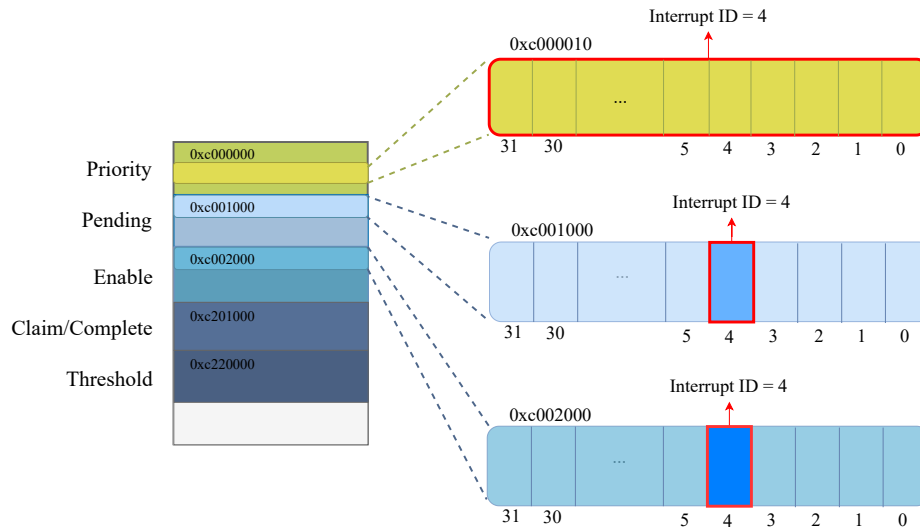 Interrupt ID = 4
0xc000010
...
31 30 5 4 3 2 1 0
0xc000000
Priority
0xc001000
Pending
0xc002000
Enable
0xc201000
Claim/Complete
0xc220000
Threshold
Interrupt ID = 4
0xc001000
...
31 30 5 4 3 2 1 0
Interrupt ID = 4
0xc002000
...
31 30 5 4 3 2 1 0